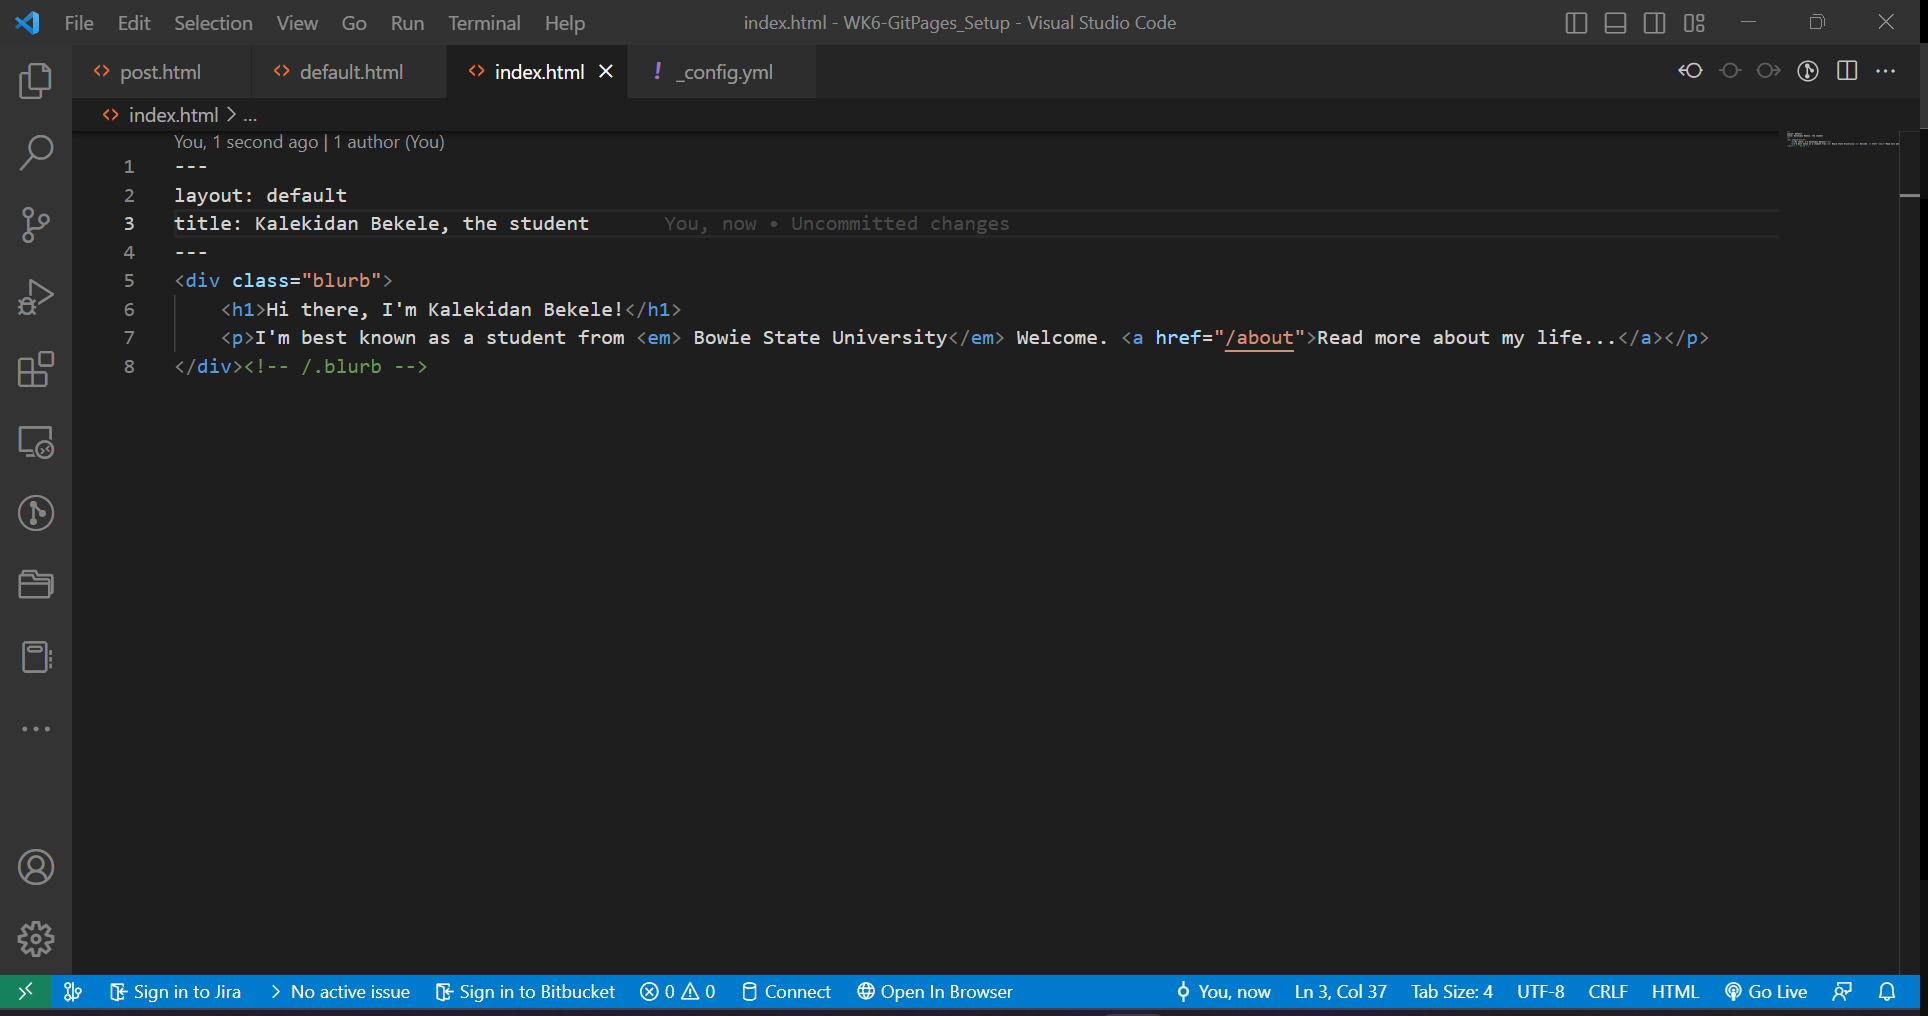 File Edit Selection View Go Run Terminal Help index.html - WK6-GitPages_Setup - Visual Studio Code
post.html default.html index.html ! _config.yml
index.html > ...
You, 1 second ago | 1 author (You)
1 ---
2 layout: default
3 title: Kalekidan Bekele, the student You, now • Uncommitted changes
4 ---
5 <div class="blurb">
6 <h1>Hi there, I'm Kalekidan Bekele!</h1>
7 <p>I'm best known as a student from <em> Bowie State University</em> Welcome. <a href="/about">Read more about my life...</a></p>
8 </div><!-- /.blurb -->
Sign in to Jira No active issue Sign in to Bitbucket 0 0 Connect Open In Browser You, now Ln 3, Col 37 Tab Size: 4 UTF-8 CRLF HTML Go Live